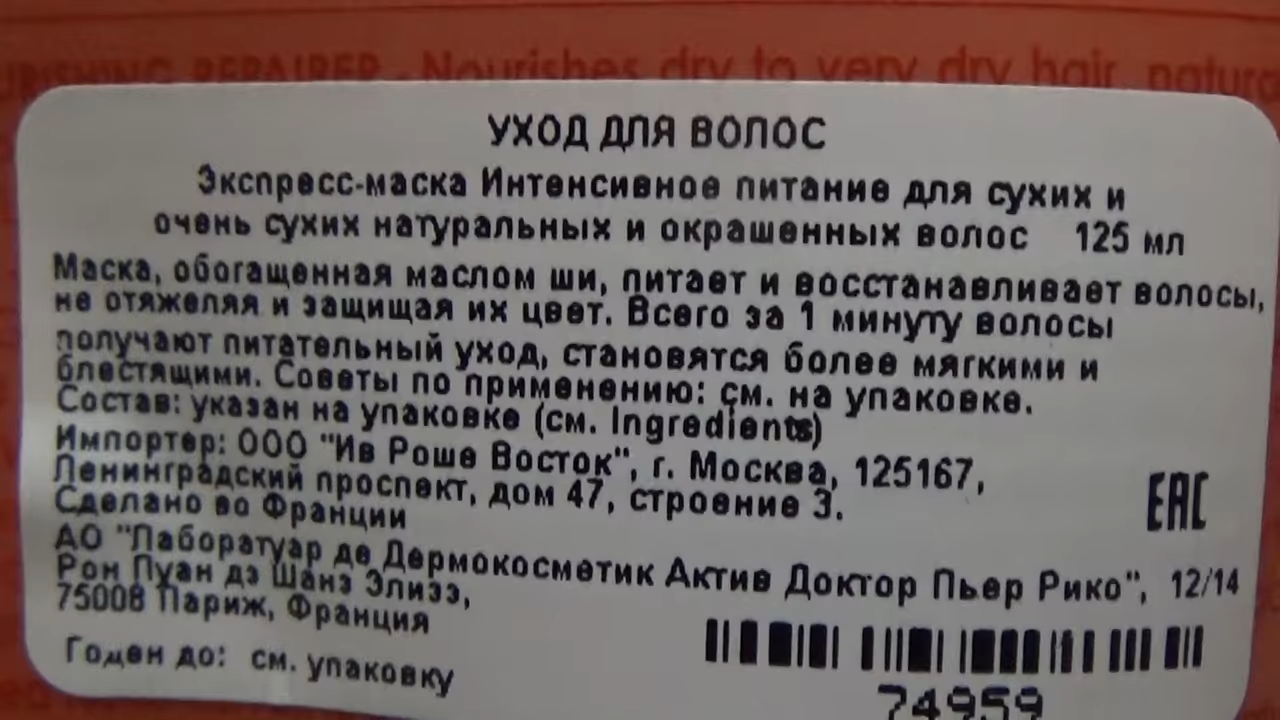 URISHING REPAIRER - Nourishes dry to very dry hair, natura
УХОД ДЛЯ ВОЛОС
Экспресс-маска Интенсивное питание для сухих и
очень сухих натуральных и окрашенных волос 125 мл
Маска, обогащенная маслом ши, питает и восстанавливает волосы,
не отяжеляя и защищая их цвет. Всего за 1 минуту волосы
получают питательный уход, становятся более мягкими и
блестящими. Советы по применению: см. на упаковке.
Состав: указан на упаковке (см. Ingredients)
Импортер: ООО "Ив Роше Восток", г. Москва, 125167,
Ленинградский проспект, дом 47, строение 3.
Сделано во Франции
EAC
АО "Лаборатуар де Дермокосметик Актив Доктор Пьер Рико", 12/14
Рон Пуан дэ Шанз Элизэ,
75008 Париж, Франция
Годен до: см. упаковку
74959